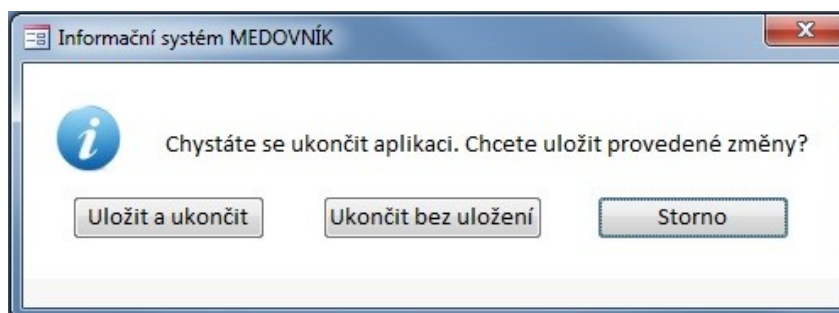 Informační systém MEDOVNÍK
Chystáte se ukončit aplikaci. Chcete uložit provedené změny?
Uložit a ukončit
Ukončit bez uložení
Storno